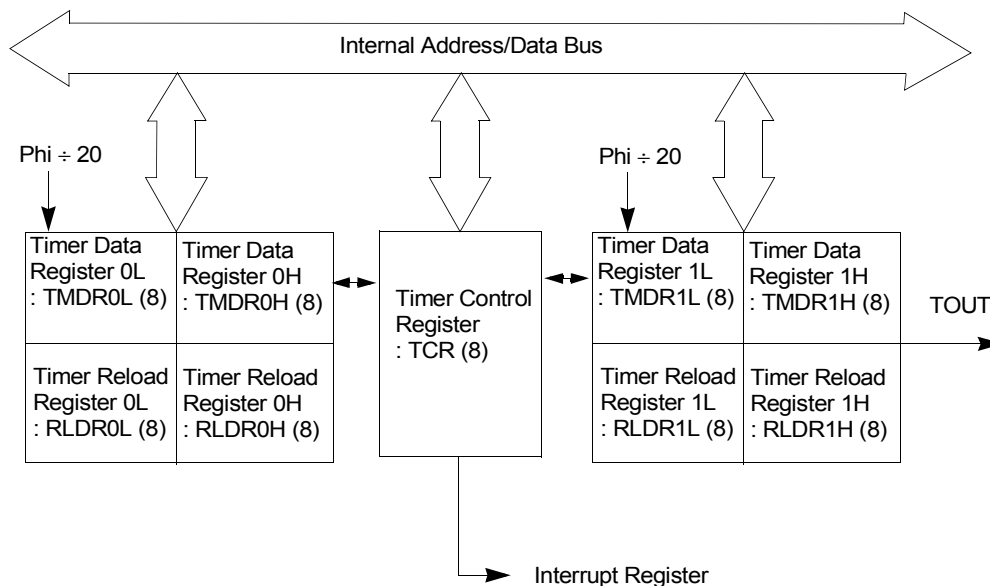 Internal Address/Data Bus
Phi ÷ 20
Phi ÷ 20
Timer Data
Register 0L
: TMDR0L (8)
Timer Data
Register 0H
: TMDR0H (8)
Timer Reload
Register 0L
: RLDR0L (8)
Timer Reload
Register 0H
: RLDR0H (8)
Timer Control
Register
: TCR (8)
Timer Data
Register 1L
: TMDR1L (8)
Timer Data
Register 1H
: TMDR1H (8)
Timer Reload
Register 1L
: RLDR1L (8)
Timer Reload
Register 1H
: RLDR1H (8)
TOUT
Interrupt Register